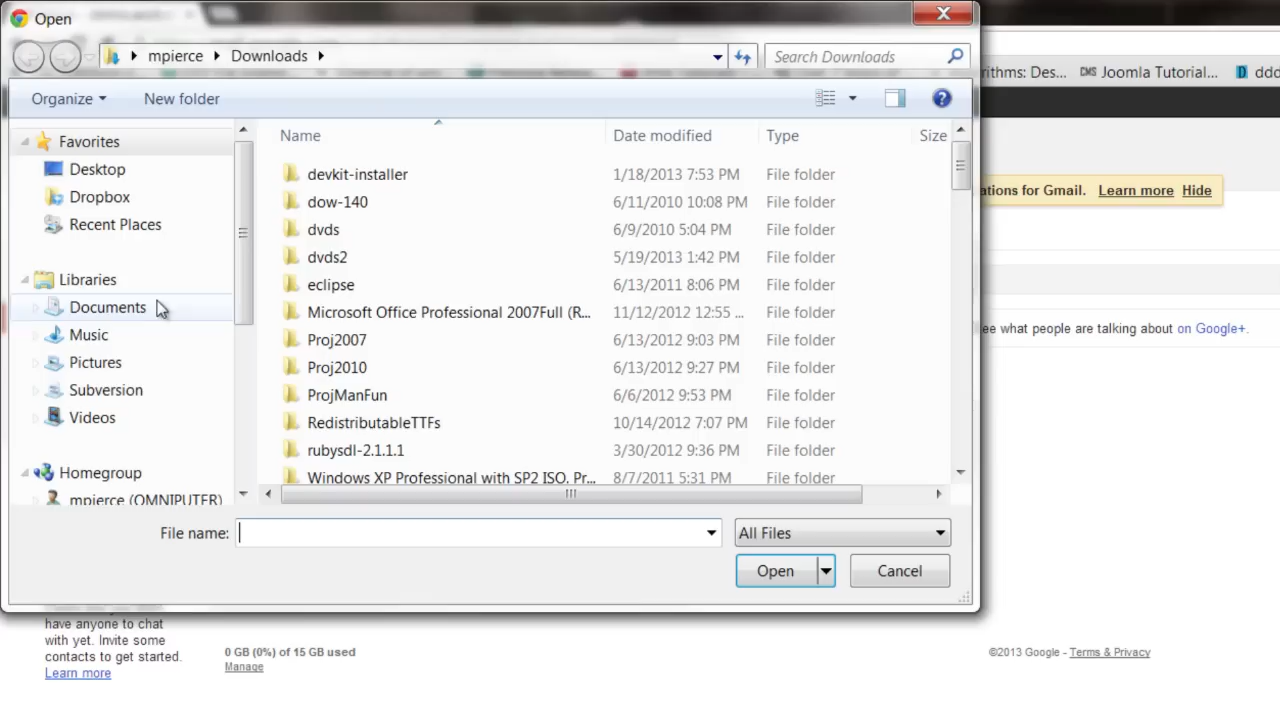 Open
mpierce Downloads Search Downloads
ithms: Des... CMS Joomla Tutorial... D ddd
Organize New folder
Name Date modified Type Size
Favorites
Desktop
Dropbox
Recent Places
Libraries
Documents
Music
Pictures
Subversion
Videos
Homegroup
mpierce (OMNIPUTER)
devkit-installer 1/18/2013 7:53 PM File folder
dow-140 6/11/2010 10:08 PM File folder
dvds 6/9/2010 5:04 PM File folder
dvds2 5/19/2013 1:42 PM File folder
eclipse 6/13/2011 8:06 PM File folder
Microsoft Office Professional 2007Full (R... 11/12/2012 12:55 ... File folder
Proj2007 6/13/2012 9:03 PM File folder
Proj2010 6/13/2012 9:27 PM File folder
ProjManFun 6/6/2012 9:53 PM File folder
RedistributableTTFs 10/14/2012 7:07 PM File folder
rubysdl-2.1.1.1 3/30/2012 9:36 PM File folder
Windows XP Professional with SP2 ISO. Pr... 8/7/2011 5:31 PM File folder
ations for Gmail. Learn more Hide
ee what people are talking about on Google+.
File name: All Files
Open Cancel
have anyone to chat
with yet. Invite some
contacts to get started.
Learn more
0 GB (0%) of 15 GB used
Manage
©2013 Google - Terms & Privacy